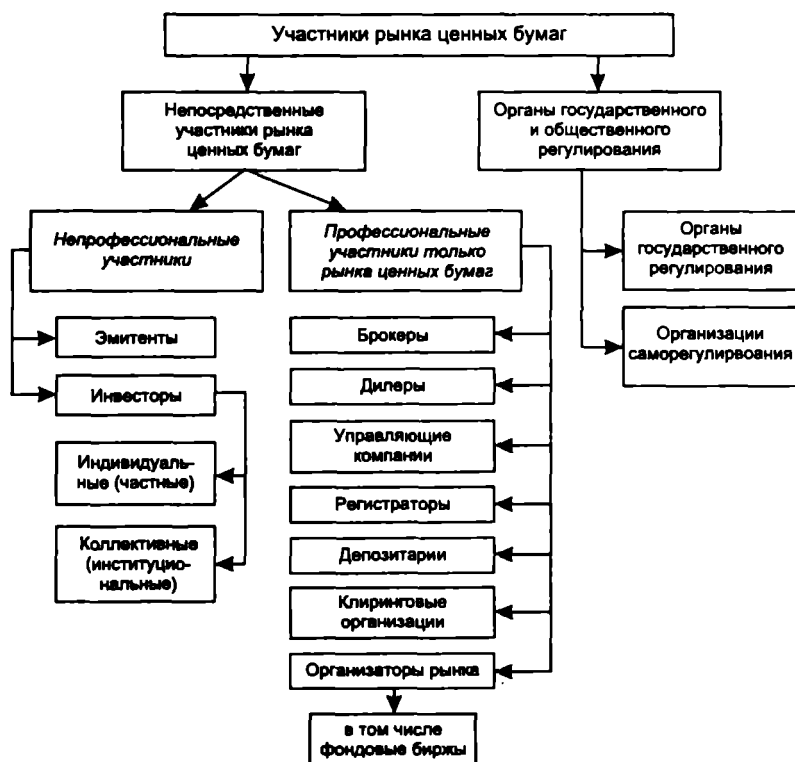 Участники рынка ценных бумаг
Непосредственные
участники рынка
ценных бумаг
Органы государственного
и общественного
регулирования
Непрофессиональные
участники
Профессиональные
участники только
рынка ценных бумаг
Органы
государственного
регулирования
Организации
саморегулирвоания
Эмитенты
Инвесторы
Индивидуаль-
ные (частные)
Коллективные
(институцио-
нальные)
Брокеры
Дилеры
Управляющие
компании
Регистраторы
Депозитарии
Клиринговые
организации
Организаторы рынка
в том числе
фондовые биржы